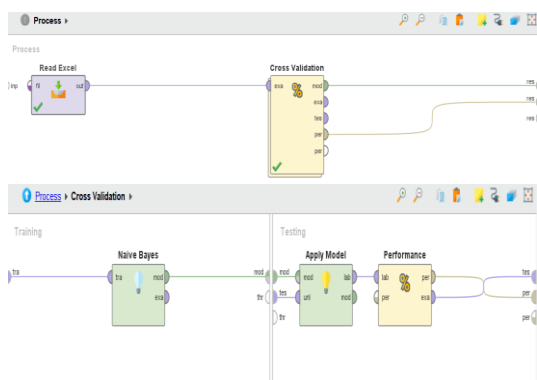 Process ▸
Process
Read Excel
Cross Validation
inp
fil
out
exa
mod
exa
tes
per
per
res
res
res
Process ▸ Cross Validation ▸
Training
Testing
Naive Bayes
Apply Model
Performance
tra
tra
mod
exa
mod
thr
mod
tes
thr
mod
unl
lab
mod
lab
per
per
exa
tes
per
per